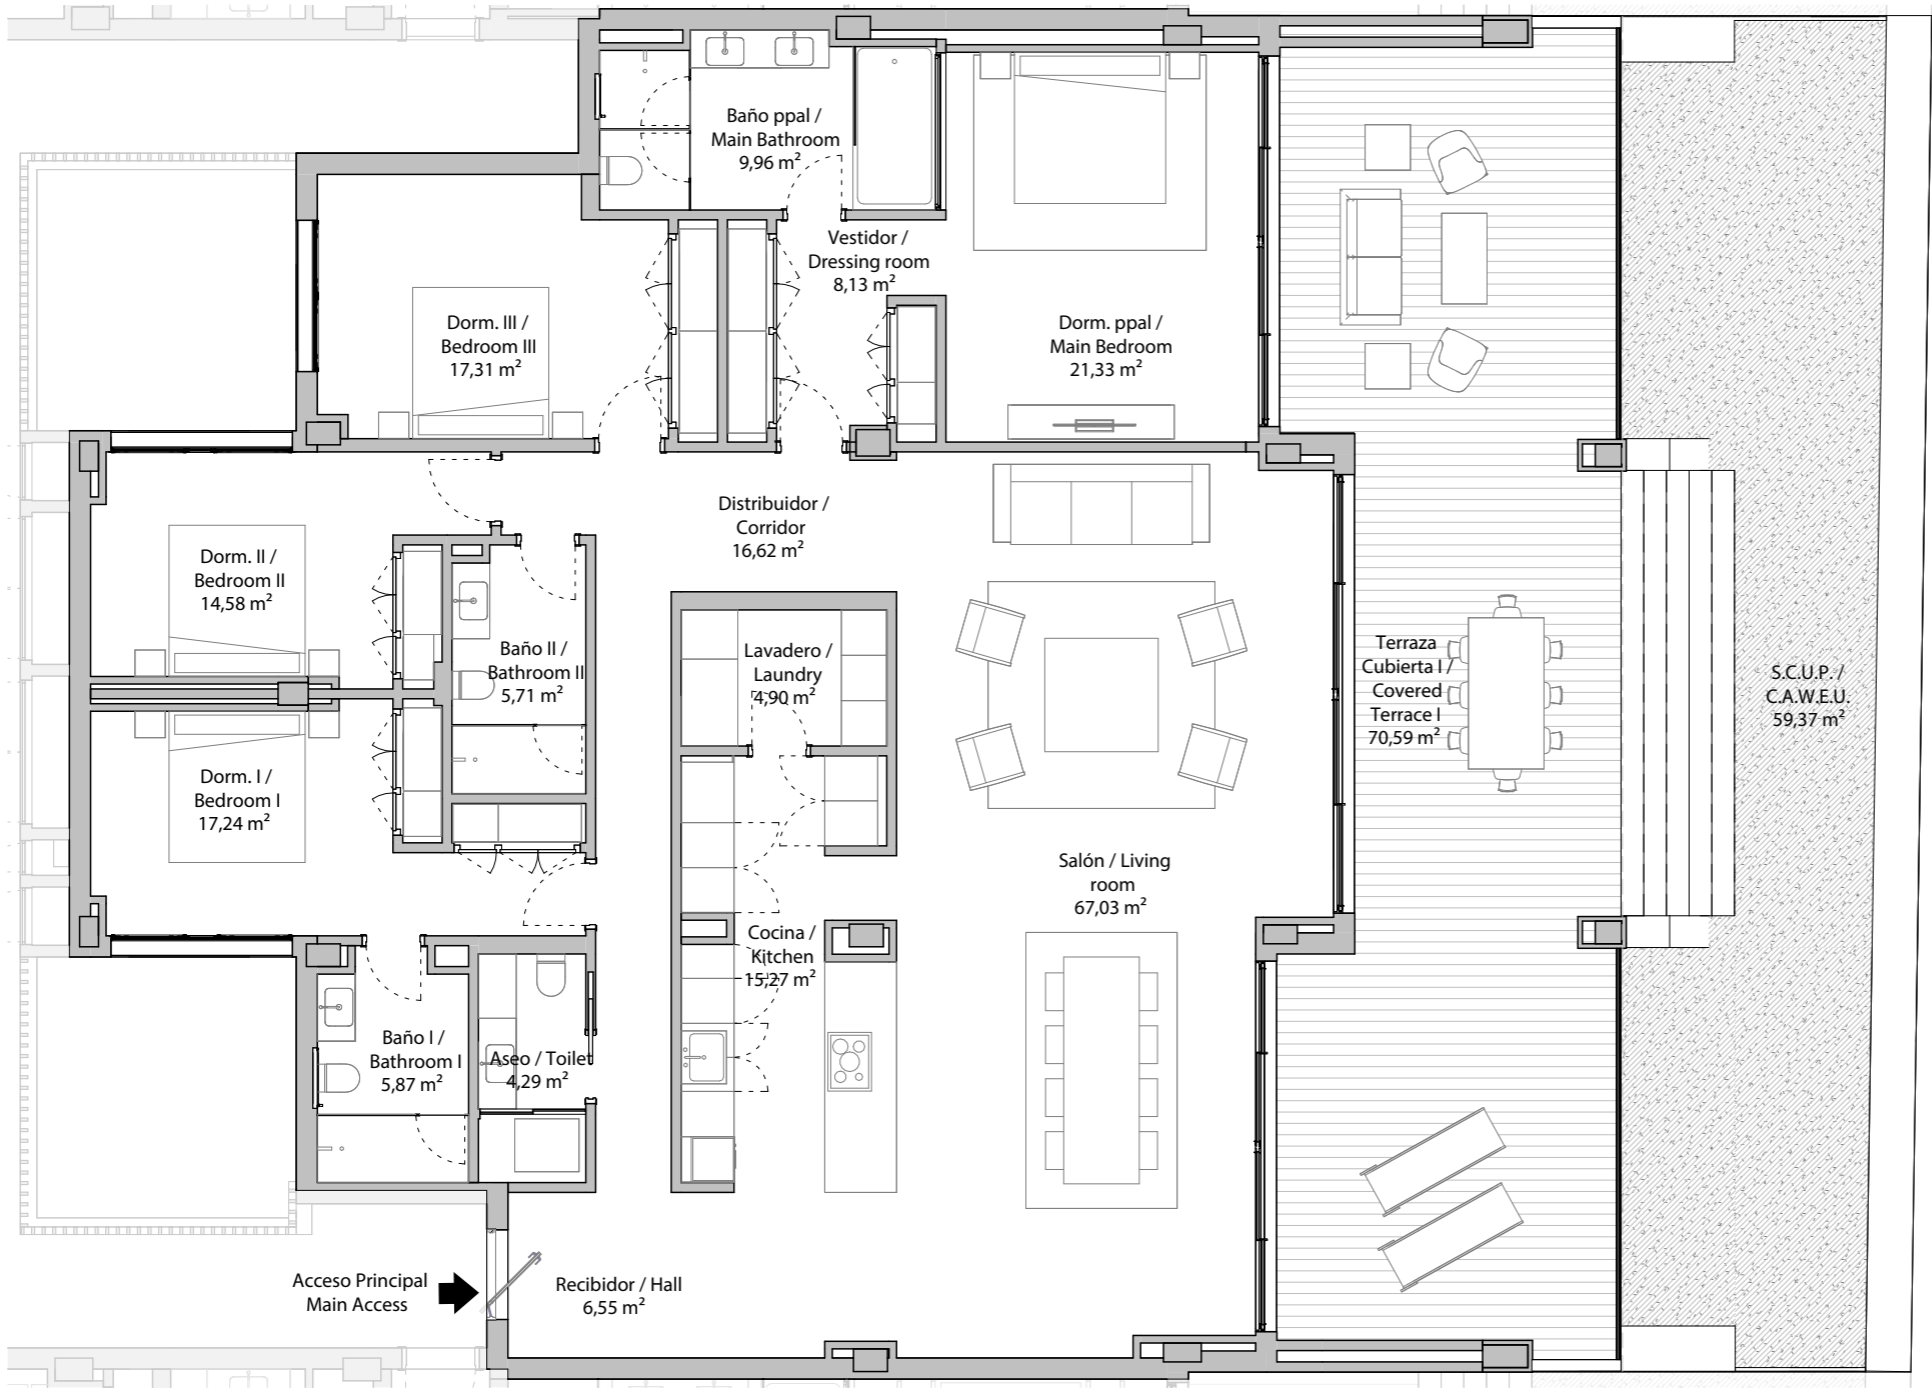 Baño ppal /
Main Bathroom
9,96 m²
Vestidor /
Dressing room
8,13 m²
Dorm. III /
Bedroom III
17,31 m²
Dorm. ppal /
Main Bedroom
21,33 m²
Distribuidor /
Corridor
16,62 m²
Dorm. II /
Bedroom II
14,58 m²
Baño II /
Bathroom II
5,71 m²
Lavadero /
Laundry
4,90 m²
Terraza
Cubierta I /
Covered
Terrace I
70,59 m²
S.C.U.P. /
C.A.W.E.U.
59,37 m²
Dorm. I /
Bedroom I
17,24 m²
Salón / Living
room
67,03 m²
Cocina /
Kitchen
15,27 m²
Baño I /
Bathroom I
5,87 m²
Aseo / Toilet
4,29 m²
Acceso Principal
Main Access
Recibidor / Hall
6,55 m²